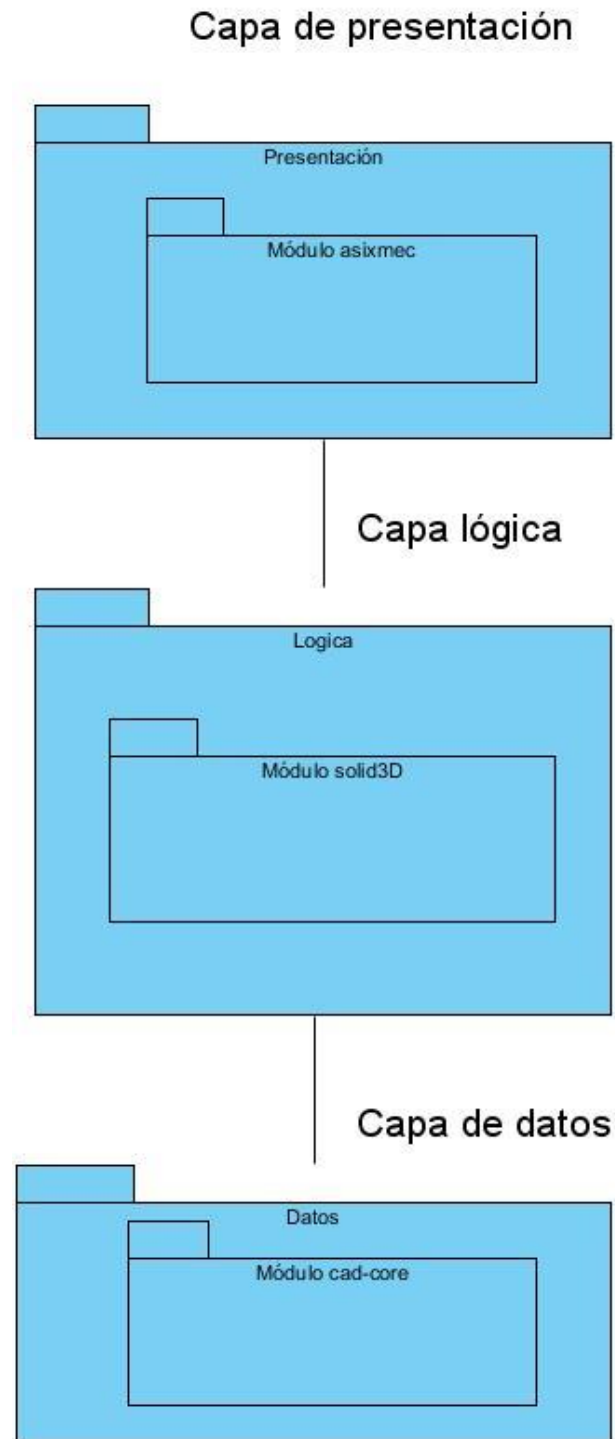 Capa de presentación
Presentación
Módulo asixmec
Capa lógica
Logica
Módulo solid3D
Capa de datos
Datos
Módulo cad-core